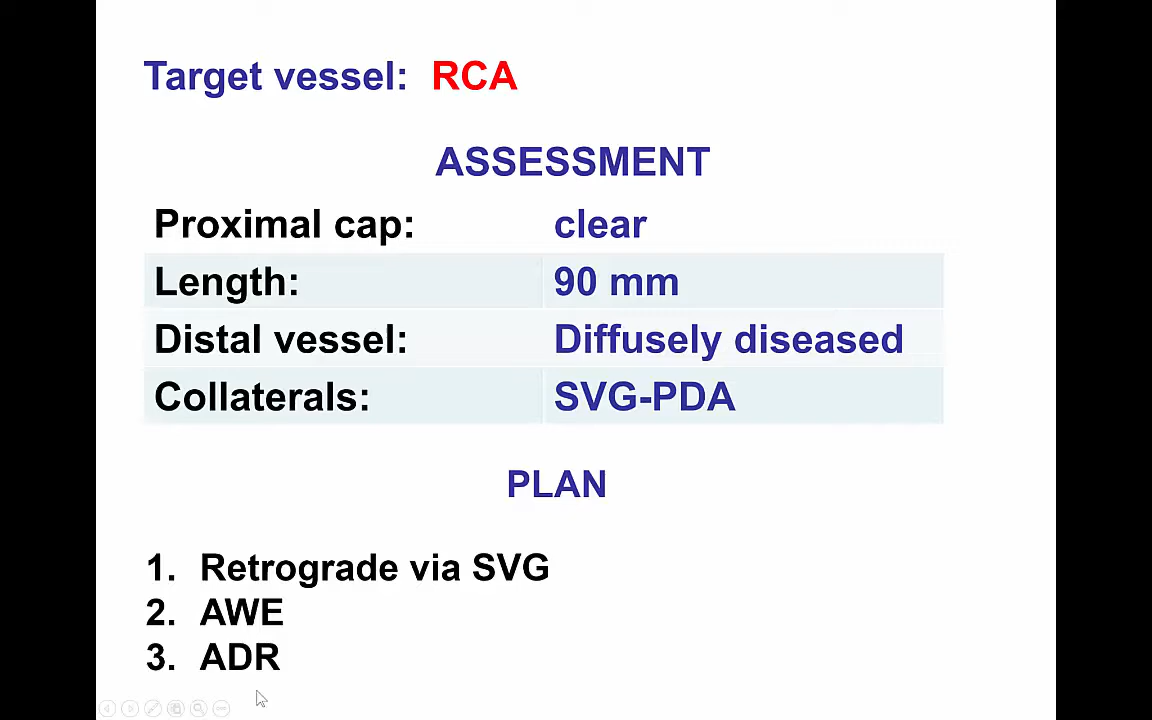 Target vessel: RCA
ASSESSMENT
Proximal cap: clear
Length: 90 mm
Distal vessel: Diffusely diseased
Collaterals: SVG-PDA
PLAN
1. Retrograde via SVG
2. AWE
3. ADR